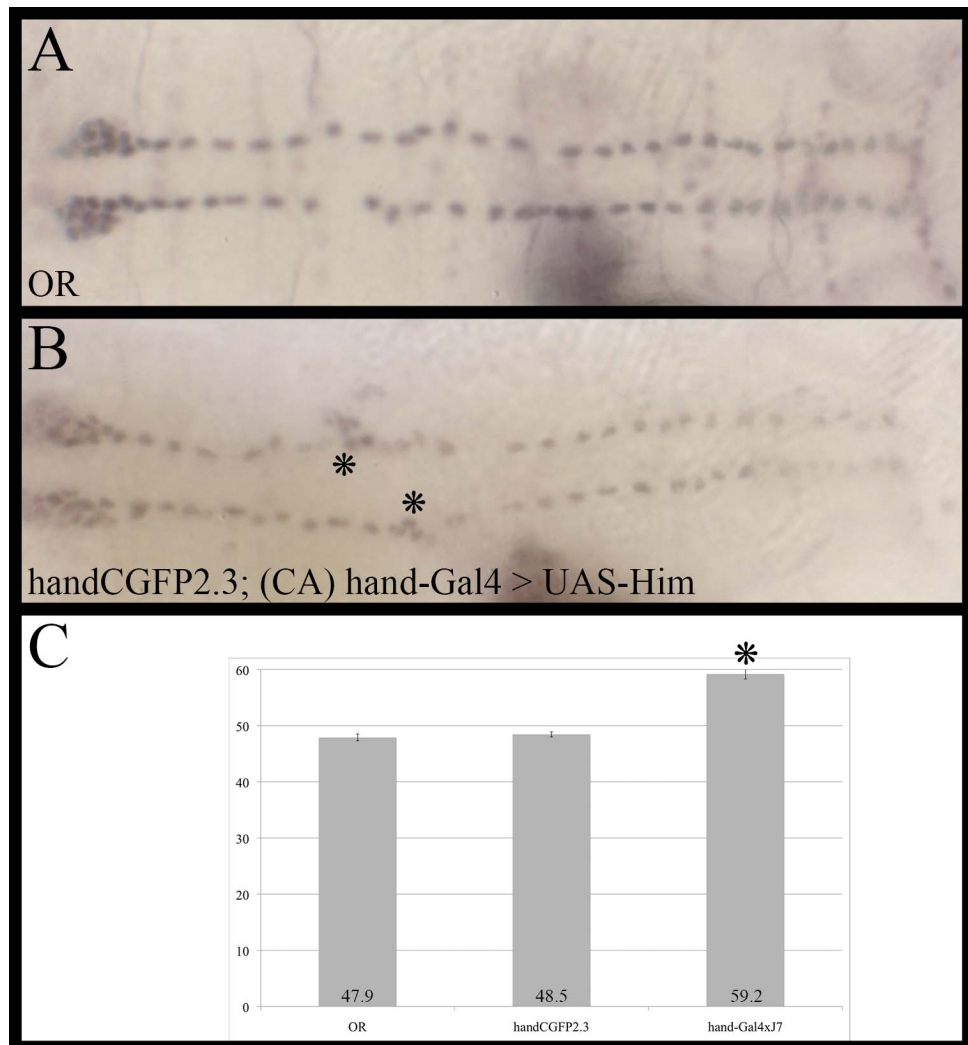 A
OR
B
handCGFP2.3; (CA) hand-Gal4 > UAS-Him
C
60
50
40
30
20
10
0
47.9 48.5 59.2
OR handCGFP2.3 hand-Gal4xJ7